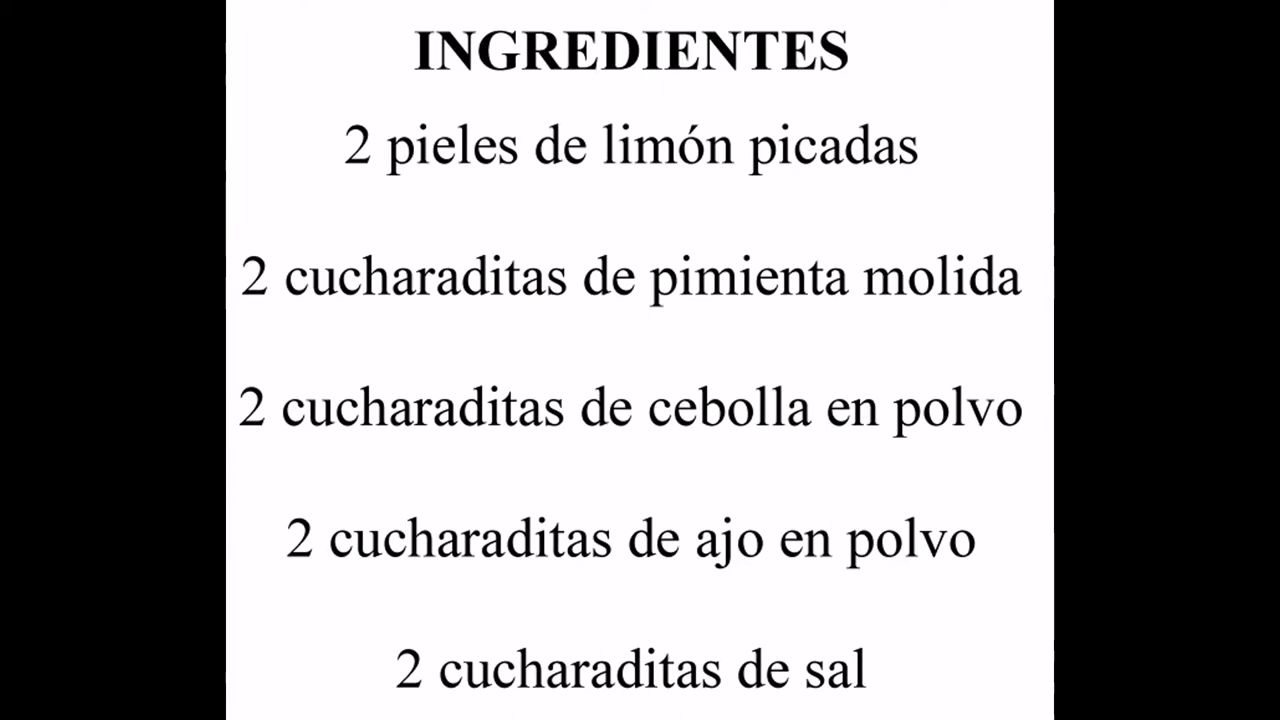 INGREDIENTES
2 pieles de limón picadas
2 cucharaditas de pimienta molida
2 cucharaditas de cebolla en polvo
2 cucharaditas de ajo en polvo
2 cucharaditas de sal